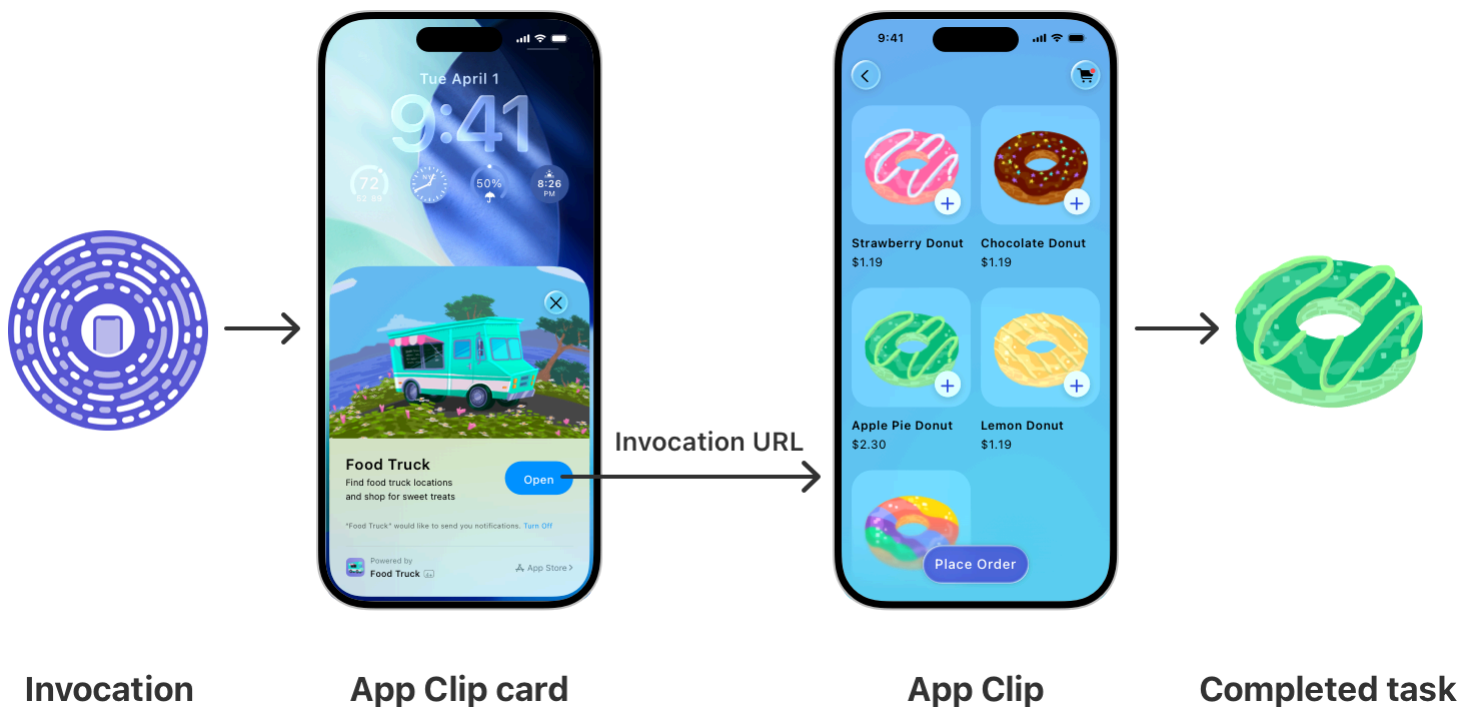 Tue April 1
9:41
72
NYC
50%
8:26
PM
Food Truck
Find food truck locations
and shop for sweet treats
Open
"Food Truck" would like to send you notifications. Turn Off
Powered by
Food Truck
App Store
Invocation URL
9:41
Strawberry Donut
$1.19
Chocolate Donut
$1.19
Apple Pie Donut
$2.30
Lemon Donut
$1.19
Place Order
Invocation
App Clip card
App Clip
Completed task